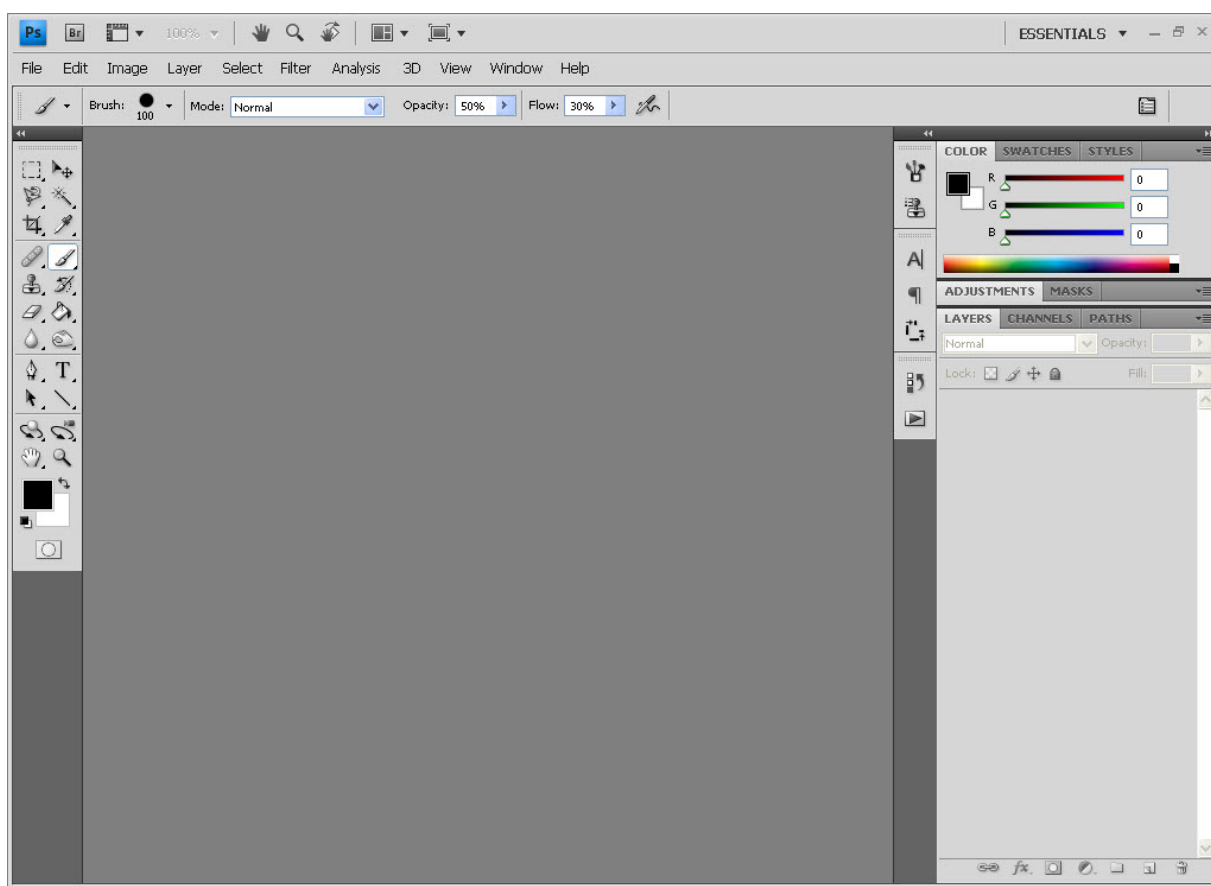 Ps Br 100% ESSENTIALS
File Edit Image Layer Select Filter Analysis 3D View Window Help
Brush: 100 Mode: Normal Opacity: 50% Flow: 30%
COLOR SWATCHES STYLES
R 0
G 0
B 0
A
ADJUSTMENTS MASKS
LAYERS CHANNELS PATHS
Normal Opacity:
Lock: Fill:
T
fx